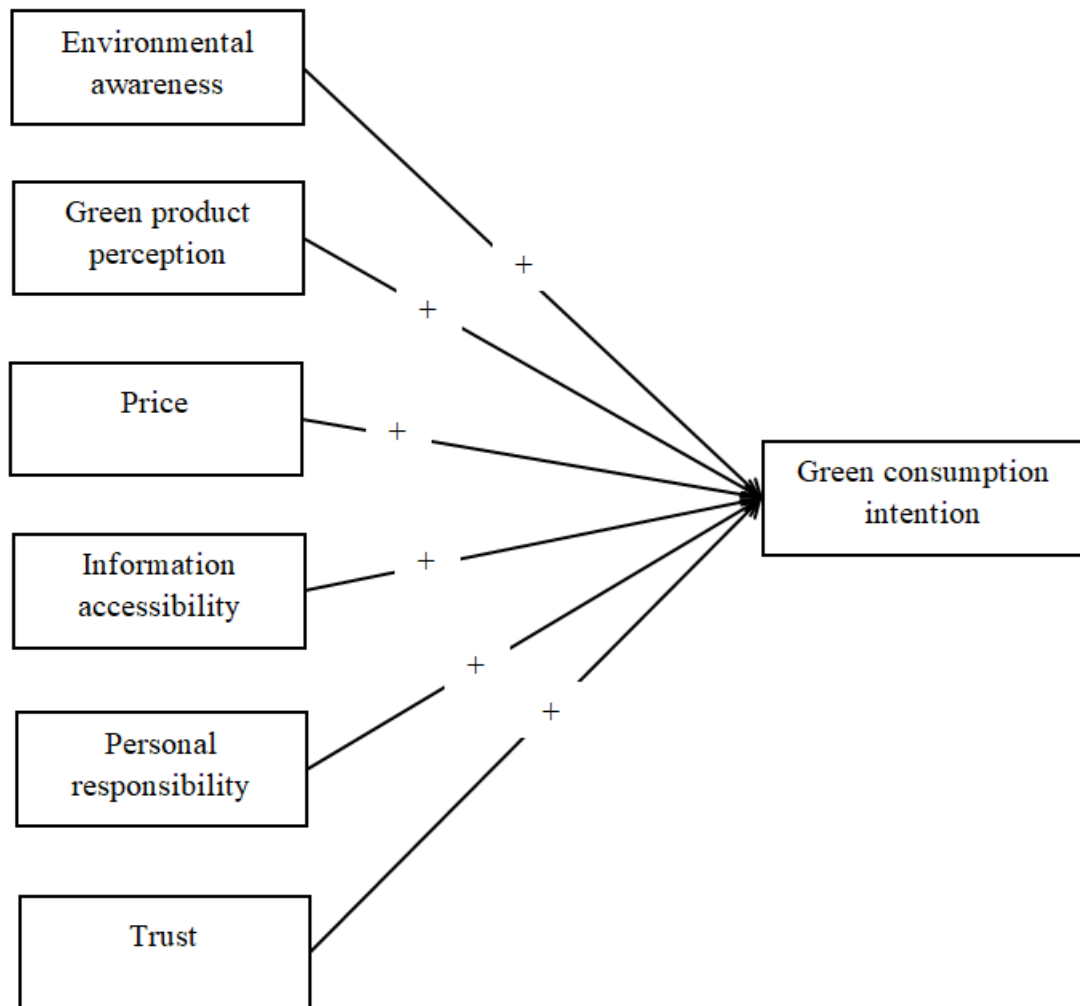 Environmental
awareness
+
Green product
perception
+
Price
+
Green consumption
intention
Information
accessibility
+
Personal
responsibility
+
Trust
+